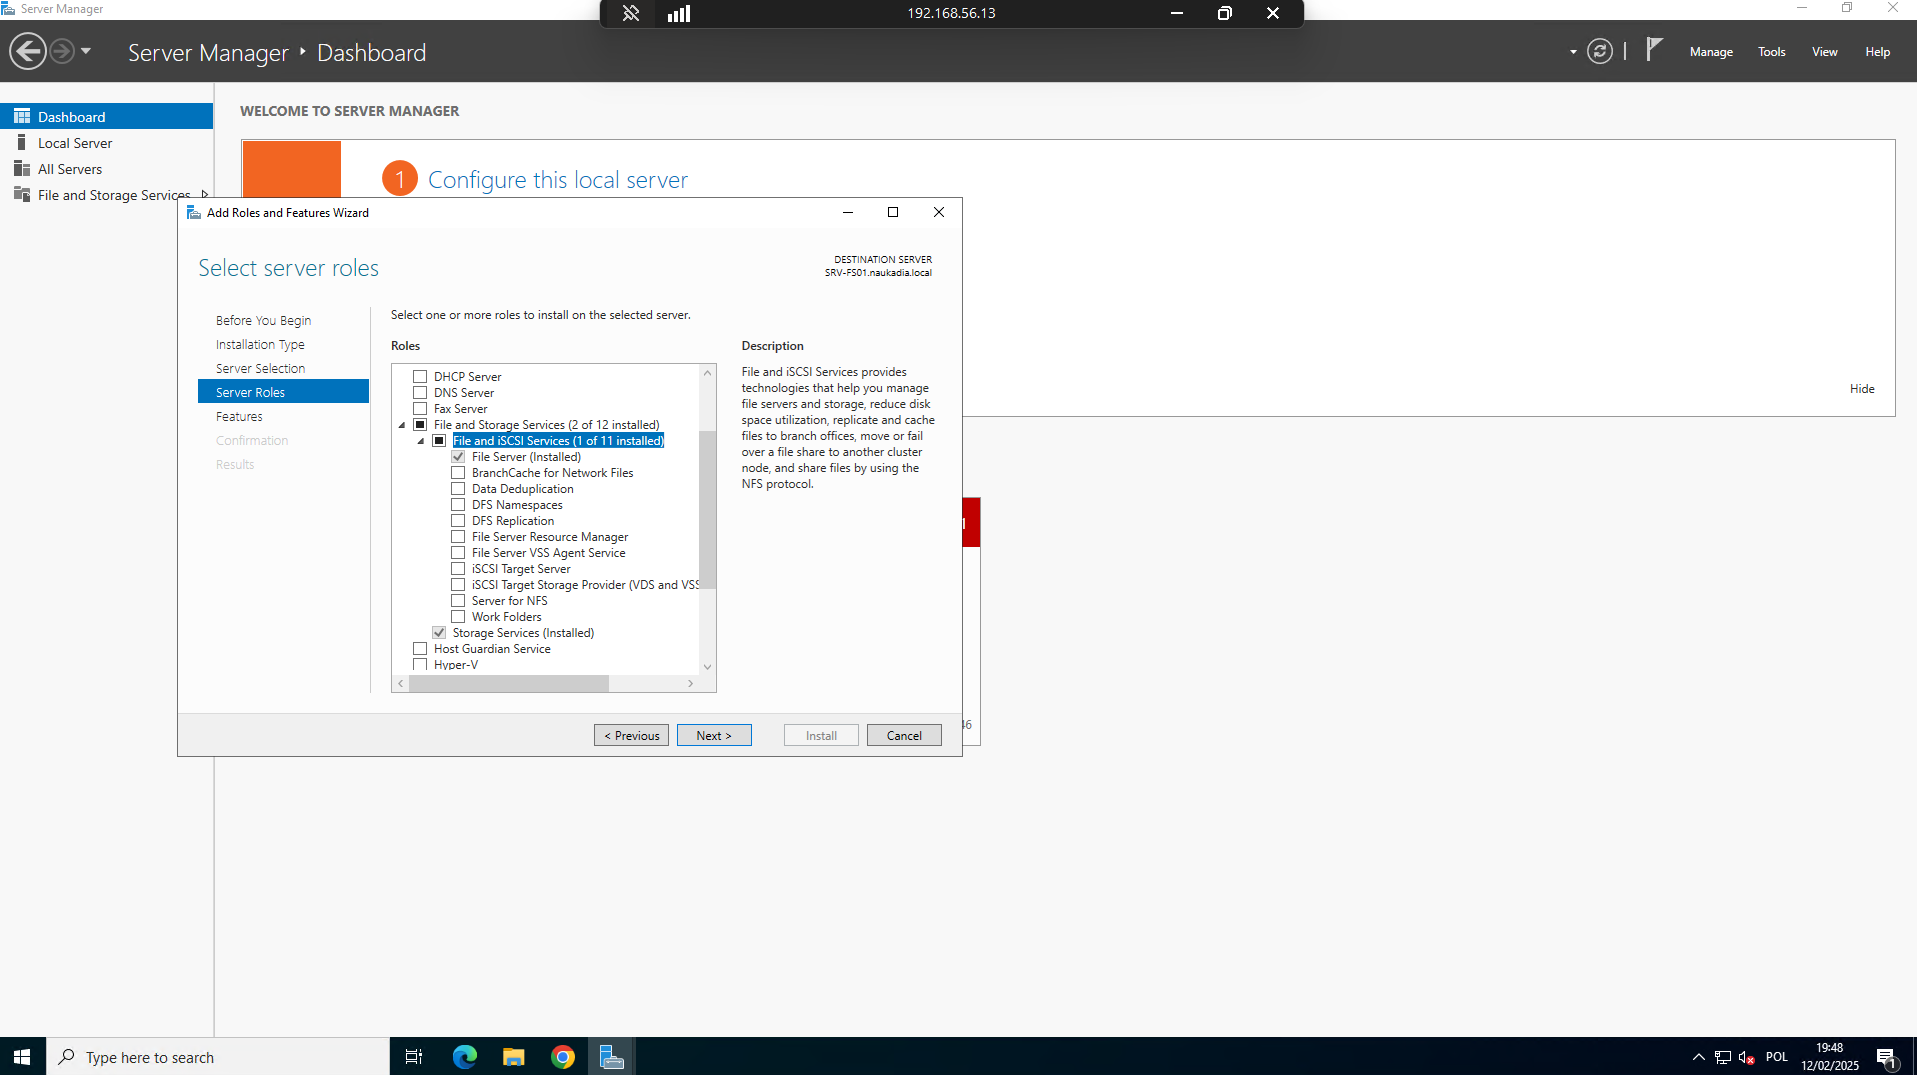 Server Manager
192.168.56.13
Server Manager ‣ Dashboard
Manage
Tools
View
Help
Dashboard
Local Server
All Servers
File and Storage Services
WELCOME TO SERVER MANAGER
1
Configure this local server
Hide
Add Roles and Features Wizard
Select server roles
DESTINATION SERVER
SRV-FS01.naukadia.local
Before You Begin
Installation Type
Server Selection
Server Roles
Features
Confirmation
Results
Select one or more roles to install on the selected server.
Roles
DHCP Server
DNS Server
Fax Server
File and Storage Services (2 of 12 installed)
File and iSCSI Services (1 of 11 installed)
File Server (Installed)
BranchCache for Network Files
Data Deduplication
DFS Namespaces
DFS Replication
File Server Resource Manager
File Server VSS Agent Service
iSCSI Target Server
iSCSI Target Storage Provider (VDS and VSS
Server for NFS
Work Folders
Storage Services (Installed)
Host Guardian Service
Hyper-V
Description
File and iSCSI Services provides
technologies that help you manage
file servers and storage, reduce disk
space utilization, replicate and cache
files to branch offices, move or fail
over a file share to another cluster
node, and share files by using the
NFS protocol.
< Previous
Next >
Install
Cancel
46
Type here to search
POL
19:48
12/02/2025
1